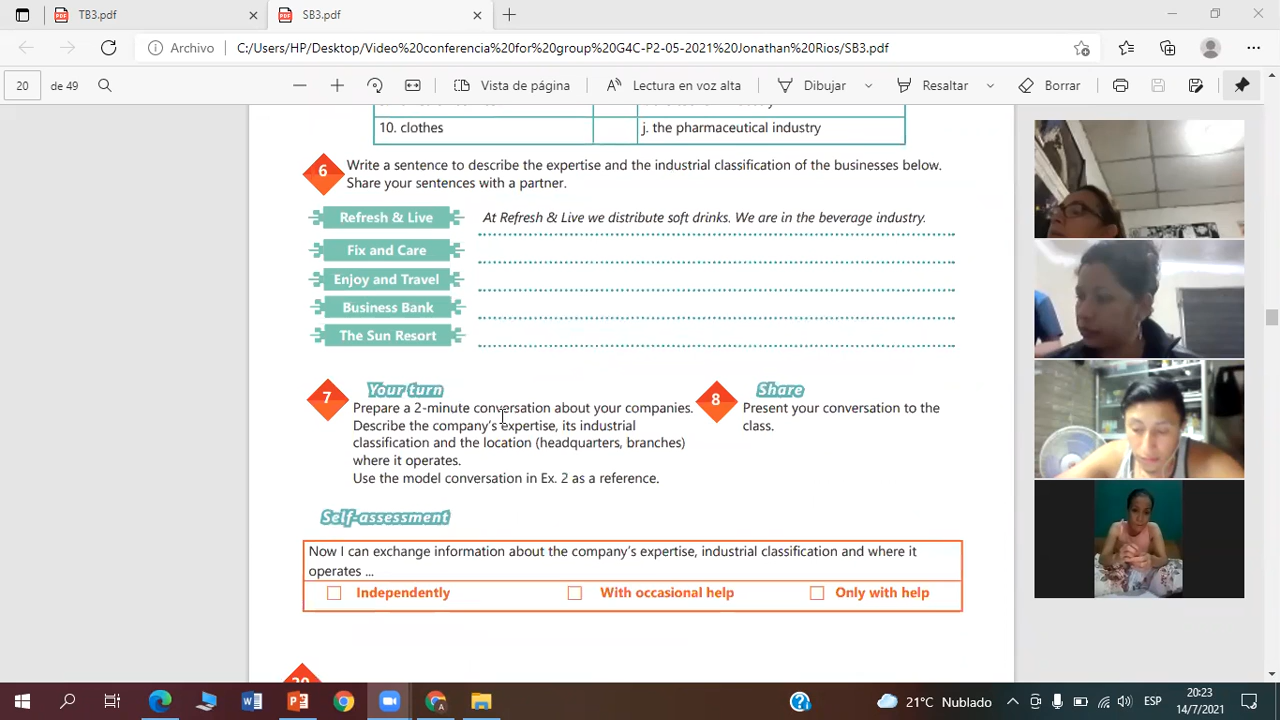 TB3.pdf
SB3.pdf
Archivo
C:/Users/HP/Desktop/Video%20conferencia%20for%20group%20G4C-P2-05-2021%20Jonathan%20Rios/SB3.pdf
20 de 49
Vista de página
Lectura en voz alta
Dibujar
Resaltar
Borrar
10. clothes
j. the pharmaceutical industry
6
Write a sentence to describe the expertise and the industrial classification of the businesses below.
Share your sentences with a partner.
Refresh & Live
At Refresh & Live we distribute soft drinks. We are in the beverage industry.
Fix and Care
Enjoy and Travel
Business Bank
The Sun Resort
7
Your turn
Prepare a 2-minute conversation about your companies.
Describe the company's expertise, its industrial
classification and the location (headquarters, branches)
where it operates.
Use the model conversation in Ex. 2 as a reference.
8
Share
Present your conversation to the
class.
Self-assessment
Now I can exchange information about the company's expertise, industrial classification and where it
operates ...
Independently
With occasional help
Only with help
21°C Nublado
ESP
20:23
14/7/2021